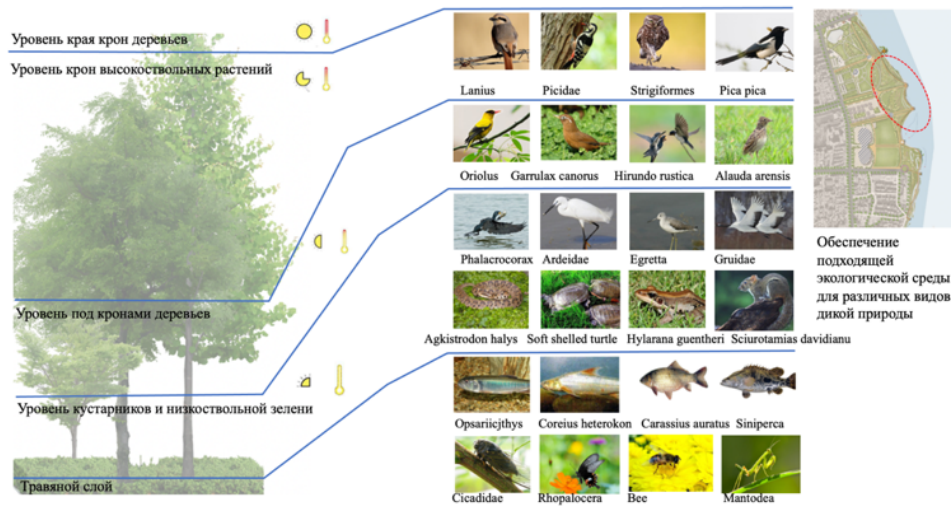 Уровень края крон деревьев
Уровень крон высокоствольных растений
Lanius
Picidae
Strigiformes
Pica pica
Oriolus
Garrulax canorus
Hirundo rustica
Alauda arensis
Phalacrocorax
Ardeidae
Egretta
Gruidae
Уровень под кронами деревьев
Agkistrodon halys
Soft shelled turtle
Hylarana guentheri
Sciurotamias davidianu
Уровень кустарников и низкоствольной зелени
Opsariicjthys
Coreius heterokon
Carassius auratus
Siniperca
Травяной слой
Cicadidae
Rhopalocera
Bee
Mantodea
Обеспечение
подходящей
экологической среды
для различных видов
дикой природы